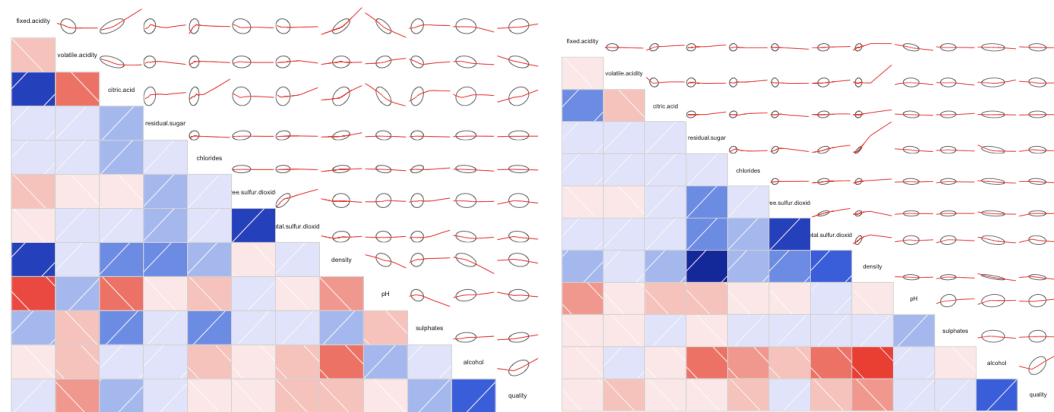 fixed.acidity
volatile.acidity
citric.acid
residual.sugar
chlorides
ree.sulfur.dioxid
otal.sulfur.dioxid
density
pH
sulphates
alcohol
quality
fixed.acidity
volatile.acidity
citric.acid
residual.sugar
chlorides
ree.sulfur.dioxid
otal.sulfur.dioxid
density
pH
sulphates
alcohol
quality